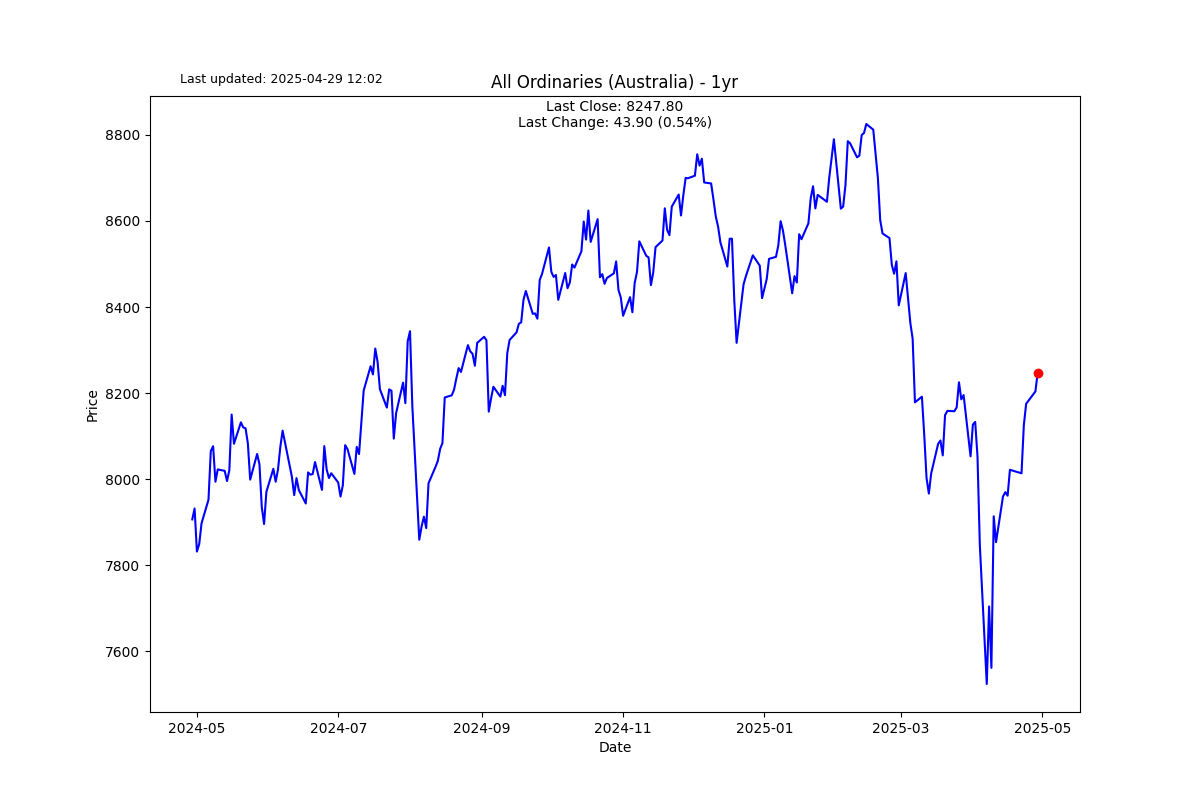 Last updated: 2025-04-29 12:02
All Ordinaries (Australia) - 1yr
Last Close: 8247.80
Last Change: 43.90 (0.54%)
8800
8600
8400
8200
8000
7800
7600
Price
2024-05
2024-07
2024-09
2024-11
2025-01
2025-03
2025-05
Date